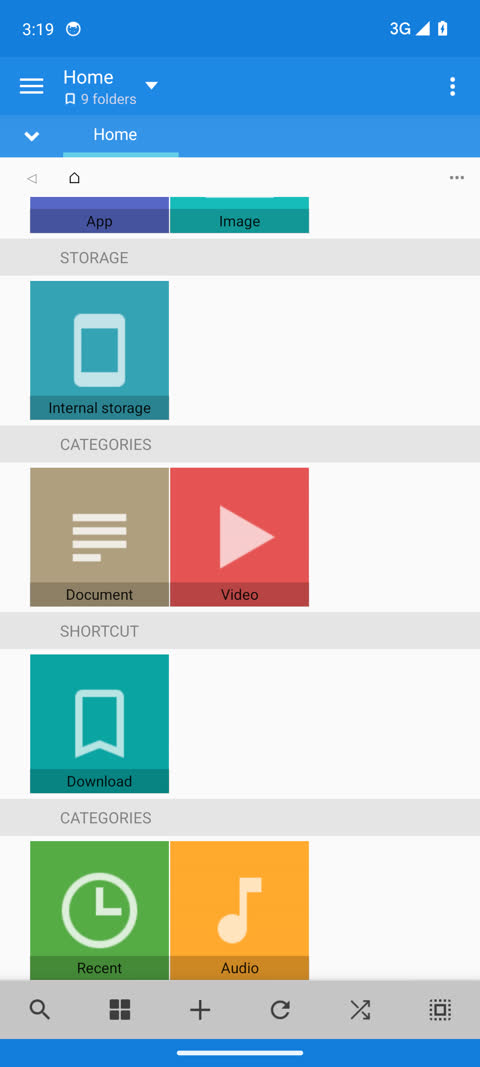 3:19
3G
Home
9 folders
Home
App
Image
STORAGE
Internal storage
CATEGORIES
Document
Video
SHORTCUT
Download
CATEGORIES
Recent
Audio